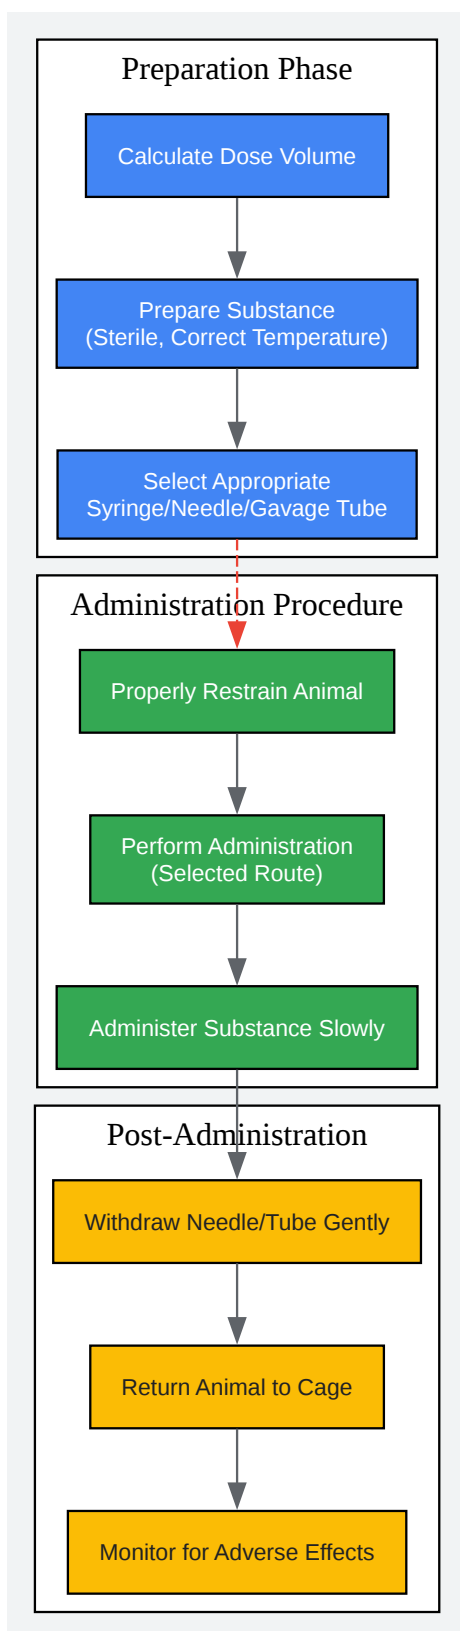 Preparation Phase
Calculate Dose Volume
Prepare Substance
(Sterile, Correct Temperature)
Select Appropriate
Syringe/Needle/Gavage Tube
Administration Procedure
Properly Restrain Animal
Perform Administration
(Selected Route)
Administer Substance Slowly
Post-Administration
Withdraw Needle/Tube Gently
Return Animal to Cage
Monitor for Adverse Effects